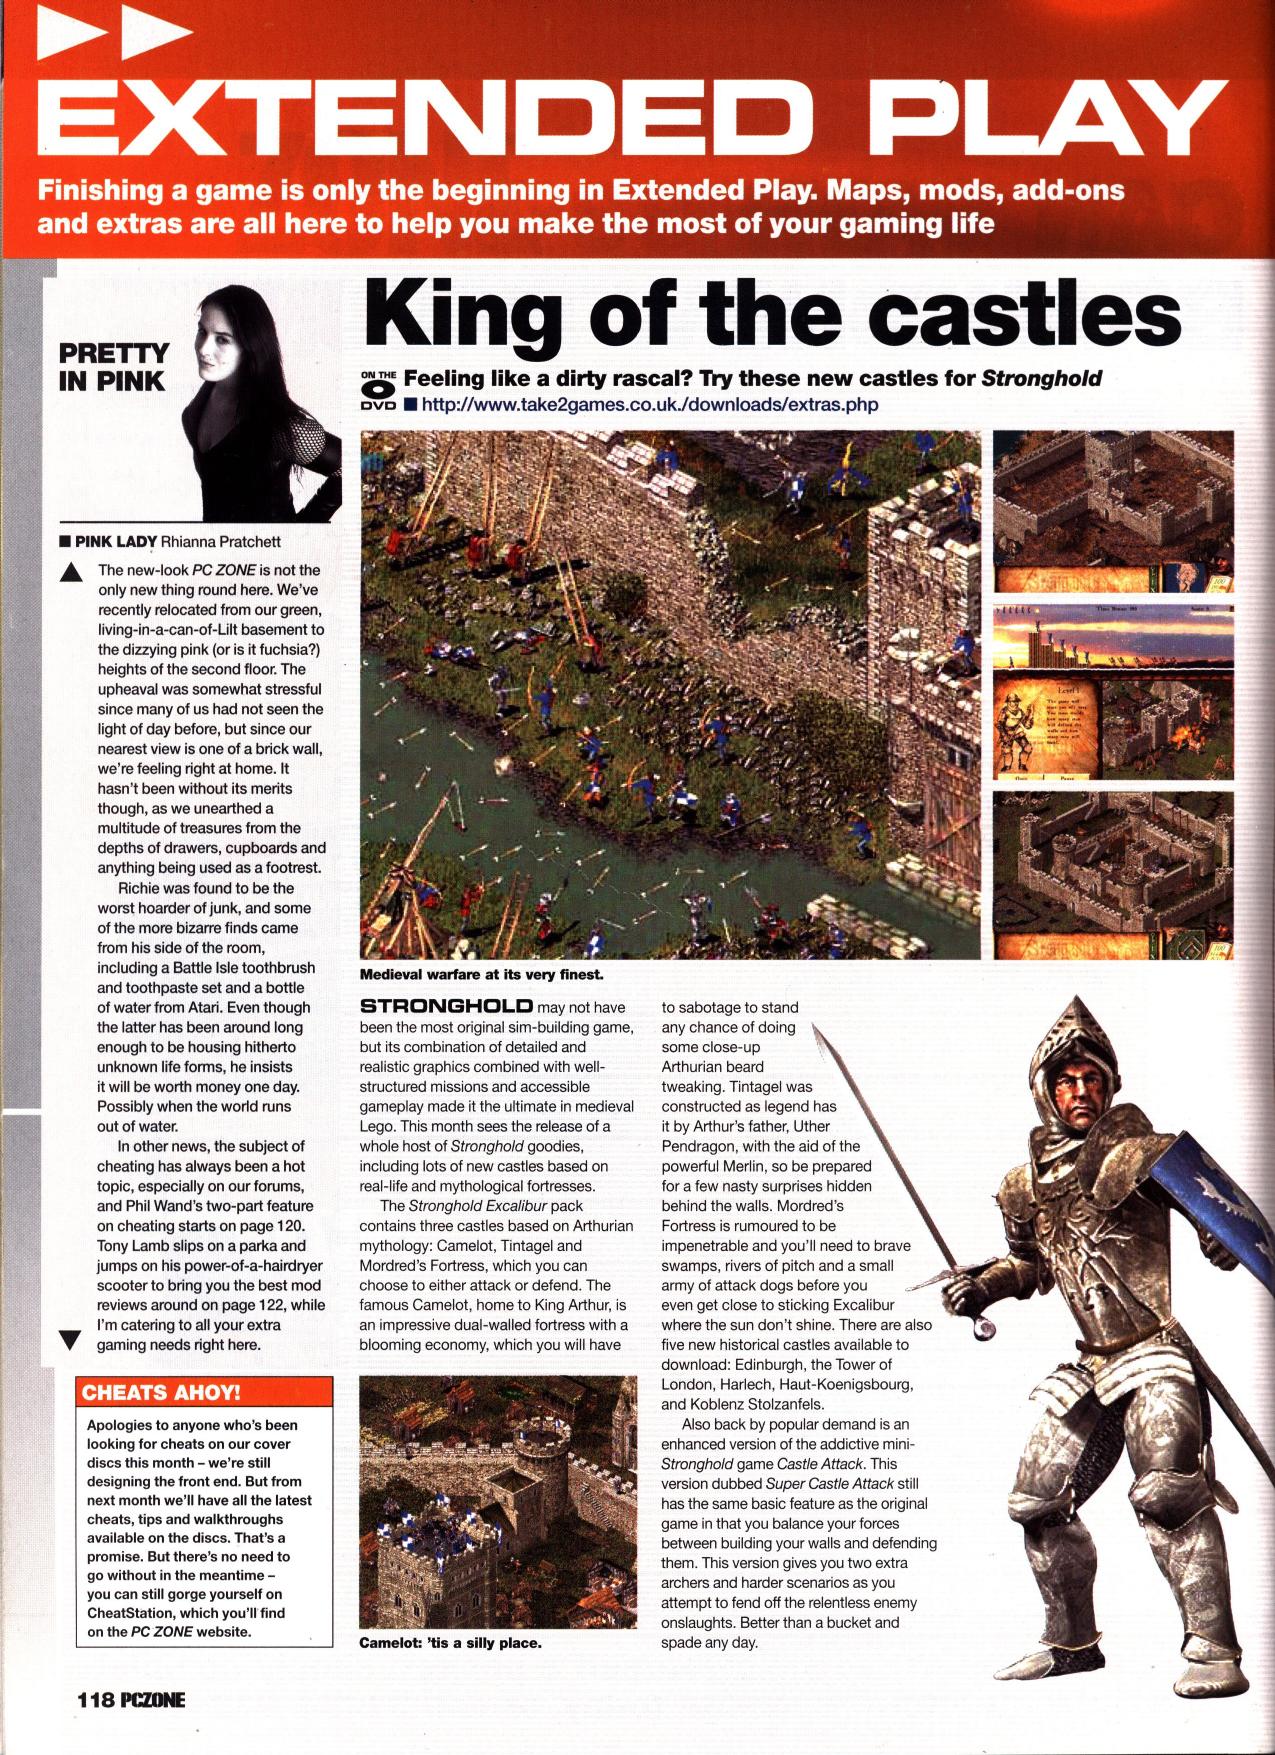 EXTENDED PLAY
Finishing a game is only the beginning in Extended Play. Maps, mods, add-ons
and extras are all here to help you make the most of your gaming life
PRETTY
IN PINK
■ PINK LADY Rhianna Pratchett
The new-look PC ZONE is not the
only new thing round here. We've
recently relocated from our green,
living-in-a-can-of-Lilt basement to
the dizzying pink (or is it fuchsia?)
heights of the second floor. The
upheaval was somewhat stressful
since many of us had not seen the
light of day before, but since our
nearest view is one of a brick wall,
we're feeling right at home. It
hasn't been without its merits
though, as we unearthed a
multitude of treasures from the
depths of drawers, cupboards and
anything being used as a footrest.
Richie was found to be the
worst hoarder of junk, and some
of the more bizarre finds came
from his side of the room,
including a Battle Isle toothbrush
and toothpaste set and a bottle
of water from Atari. Even though
the latter has been around long
enough to be housing hitherto
unknown life forms, he insists
it will be worth money one day.
Possibly when the world runs
out of water.
In other news, the subject of
cheating has always been a hot
topic, especially on our forums,
and Phil Wand's two-part feature
on cheating starts on page 120.
Tony Lamb slips on a parka and
jumps on his power-of-a-hairdryer
scooter to bring you the best mod
reviews around on page 122, while
I'm catering to all your extra
gaming needs right here.
CHEATS AHOY!
Apologies to anyone who's been
looking for cheats on our cover
discs this month – we're still
designing the front end. But from
next month we'll have all the latest
cheats, tips and walkthroughs
available on the discs. That's a
promise. But there's no need to
go without in the meantime –
you can still gorge yourself on
CheatStation, which you'll find
on the PC ZONE website.
King of the castles
ON THE
DVD
Feeling like a dirty rascal? Try these new castles for Stronghold
■ http://www.take2games.co.uk./downloads/extras.php
Level 1
Medieval warfare at its very finest.
STRONGHOLD may not have
been the most original sim-building game,
but its combination of detailed and
realistic graphics combined with well-
structured missions and accessible
gameplay made it the ultimate in medieval
Lego. This month sees the release of a
whole host of Stronghold goodies,
including lots of new castles based on
real-life and mythological fortresses.
The Stronghold Excalibur pack
contains three castles based on Arthurian
mythology: Camelot, Tintagel and
Mordred's Fortress, which you can
choose to either attack or defend. The
famous Camelot, home to King Arthur, is
an impressive dual-walled fortress with a
blooming economy, which you will have
Camelot: 'tis a silly place.
to sabotage to stand
any chance of doing
some close-up
Arthurian beard
tweaking. Tintagel was
constructed as legend has
it by Arthur's father, Uther
Pendragon, with the aid of the
powerful Merlin, so be prepared
for a few nasty surprises hidden
behind the walls. Mordred's
Fortress is rumoured to be
impenetrable and you'll need to brave
swamps, rivers of pitch and a small
army of attack dogs before you
even get close to sticking Excalibur
where the sun don't shine. There are also
five new historical castles available to
download: Edinburgh, the Tower of
London, Harlech, Haut-Koenigsbourg,
and Koblenz Stolzanfels.
Also back by popular demand is an
enhanced version of the addictive mini-
Stronghold game Castle Attack. This
version dubbed Super Castle Attack still
has the same basic feature as the original
game in that you balance your forces
between building your walls and defending
them. This version gives you two extra
archers and harder scenarios as you
attempt to fend off the relentless enemy
onslaughts. Better than a bucket and
spade any day.
118 PCZONE